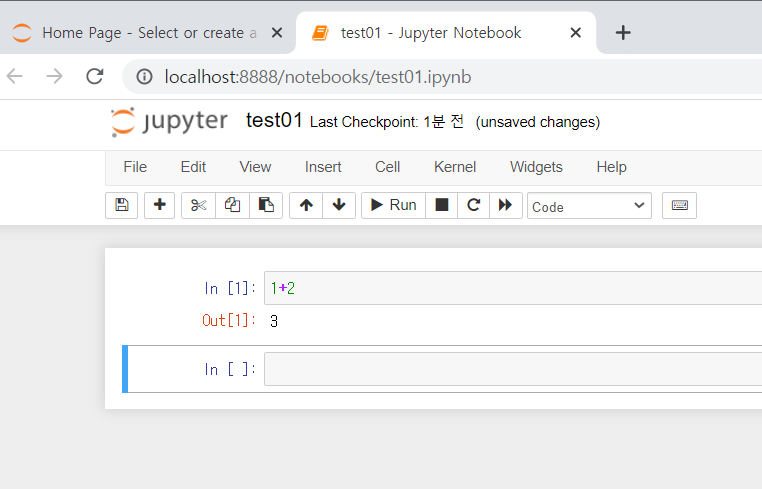 Home Page - Select or create a
test01 - Jupyter Notebook
localhost:8888/notebooks/test01.ipynb
jupyter test01 Last Checkpoint: 1분 전 (unsaved changes)
File Edit View Insert Cell Kernel Widgets Help
Run Code
In [1]: 1+2
Out[1]: 3
In [ ]: